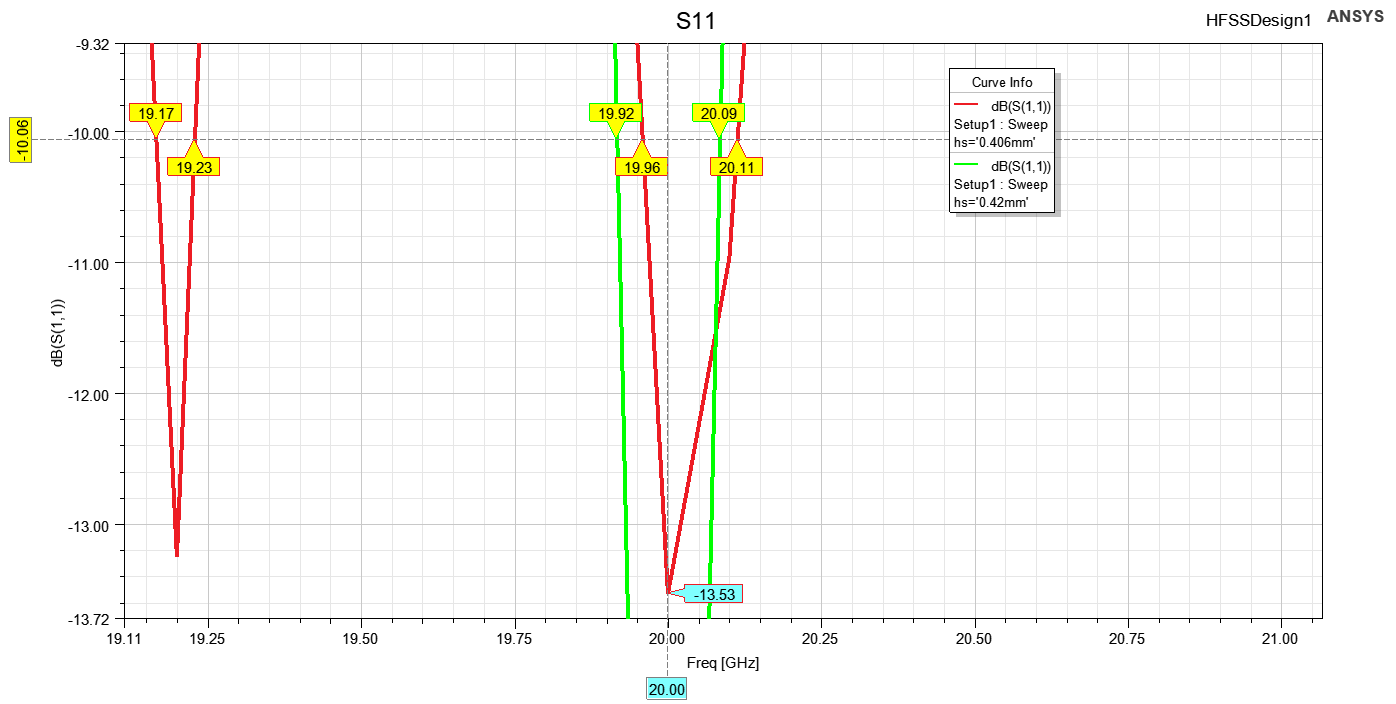 S11
HFSSDesign1
ANSYS
-9.32
-10.00
-11.00
-12.00
-13.00
-13.72
-10.06
dB(S(1,1))
19.17
19.23
19.92
19.96
20.09
20.11
-13.53
Curve Info
dB(S(1,1))
Setup1 : Sweep
hs='0.406mm'
dB(S(1,1))
Setup1 : Sweep
hs='0.42mm'
19.11 19.25 19.50 19.75 20.00 20.25 20.50 20.75 21.00
Freq [GHz]
20.00